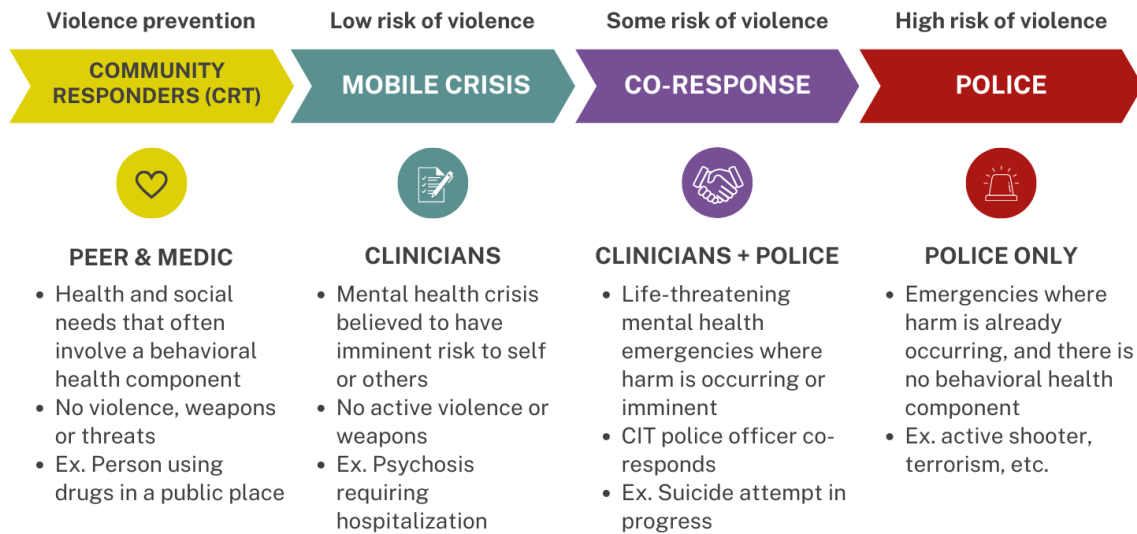 Violence prevention
Low risk of violence
Some risk of violence
High risk of violence
COMMUNITY
RESPONDERS (CRT)
MOBILE CRISIS
CO-RESPONSE
POLICE
PEER & MEDIC
• Health and social
needs that often
involve a behavioral
health component
• No violence, weapons
or threats
• Ex. Person using
drugs in a public place
CLINICIANS
• Mental health crisis
believed to have
imminent risk to self
or others
• No active violence or
weapons
• Ex. Psychosis
requiring
hospitalization
CLINICIANS + POLICE
• Life-threatening
mental health
emergencies where
harm is occurring or
imminent
• CIT police officer co-
responds
• Ex. Suicide attempt in
progress
POLICE ONLY
• Emergencies where
harm is already
occurring, and there is
no behavioral health
component
• Ex. active shooter,
terrorism, etc.